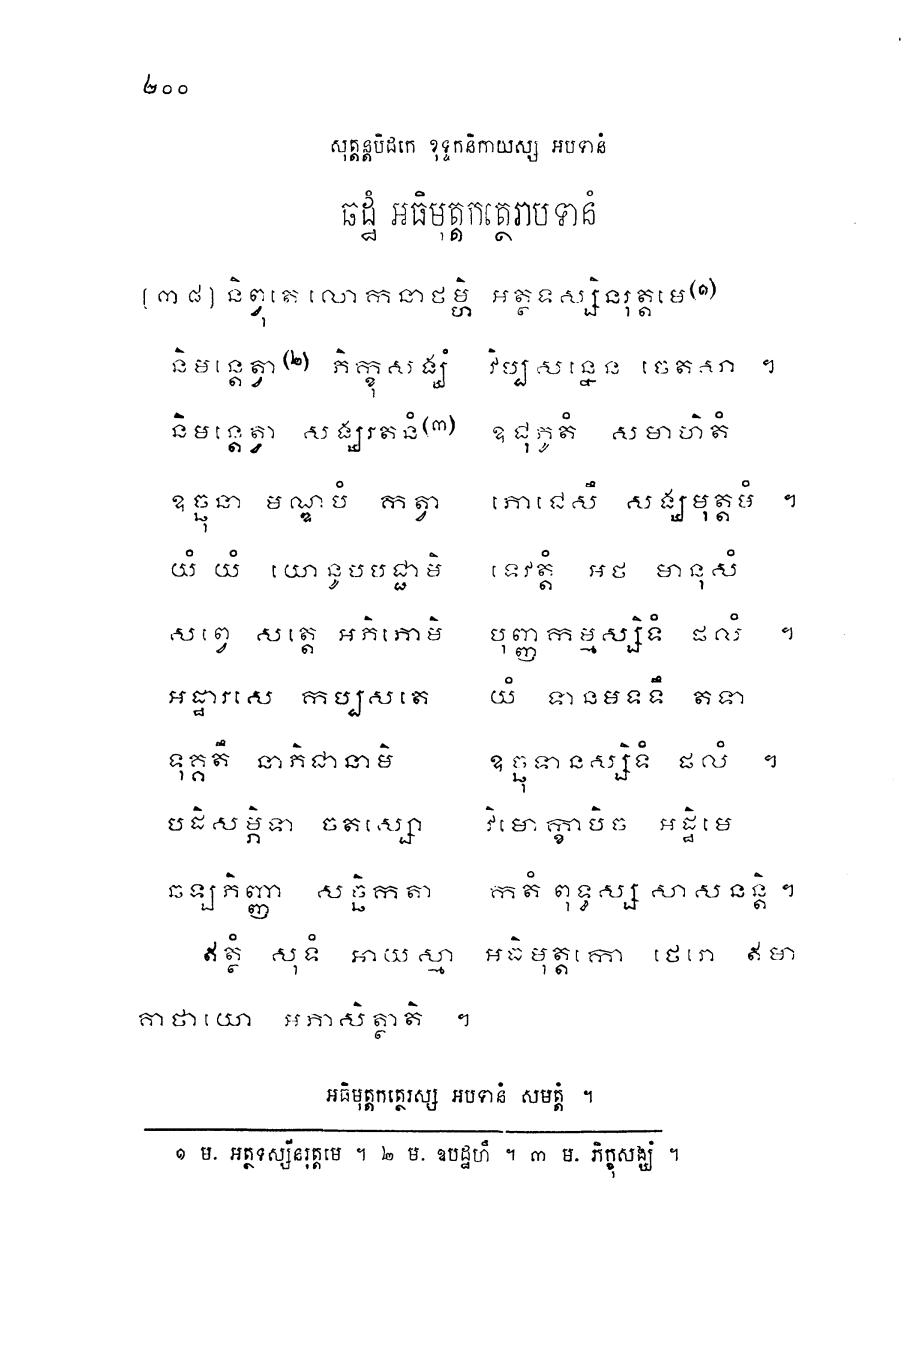 ២០០
សុត្តន្តបិដកេ ខុទ្ទកនិកាយស្ស អបទានំ
ឆដ្ឋំ អធិមុត្តកត្ថេរាបទានំ
[៣៨] និព្វុតេ លោកនាថម្ហិ អត្ថទស្សិនរុត្តមេ(១)
និមន្តេត្វា(២) ភិក្ខុសង្ឃំ វិប្បសន្នេន ចេតសា ។
និមន្តេត្វា សង្ឃរតនំ(៣) ឧជុភូតំ សមាហិតំ
ឧច្ឆុនា មណ្ឌបំ កត្វា ភោជេសឹ សង្ឃមុត្តមំ ។
យំ យំ យោនូបបជ្ជាមិ ទេវត្តំ អថ មានុសំ
សព្វេ សត្តេ អភិភោមិ បុញ្ញកម្មស្សិទំ ផលំ ។
អដ្ឋារសេ កប្បសតេ យំ ទានមទទឹ តទា
ទុក្កតឹ នាភិជានាមិ ឧច្ឆុទានស្សិទំ ផលំ ។
បដិសម្ភិទា ចតស្សោ វិមោក្ខាបិច អដ្ឋិមេ
ឆឡប្ភិញ្ញា សច្ឆិកតា កតំ ពុទ្ធស្ស សាសនន្តិ ។
ឥត្ថំ សុទំ អាយស្មា អធិមុត្តកោ ថេរោ ឥមា
គាថាយោ អភាសិត្ថាតិ ។
អធិមុត្តកត្ថេរស្ស អបទានំ សមត្តំ ។
១ ម. អត្ថទស្សីនរុត្តមេ ។ ២ ម. ឧបដ្ឋហឹ ។ ៣ ម. ភិក្ខុសង្ឃំ ។